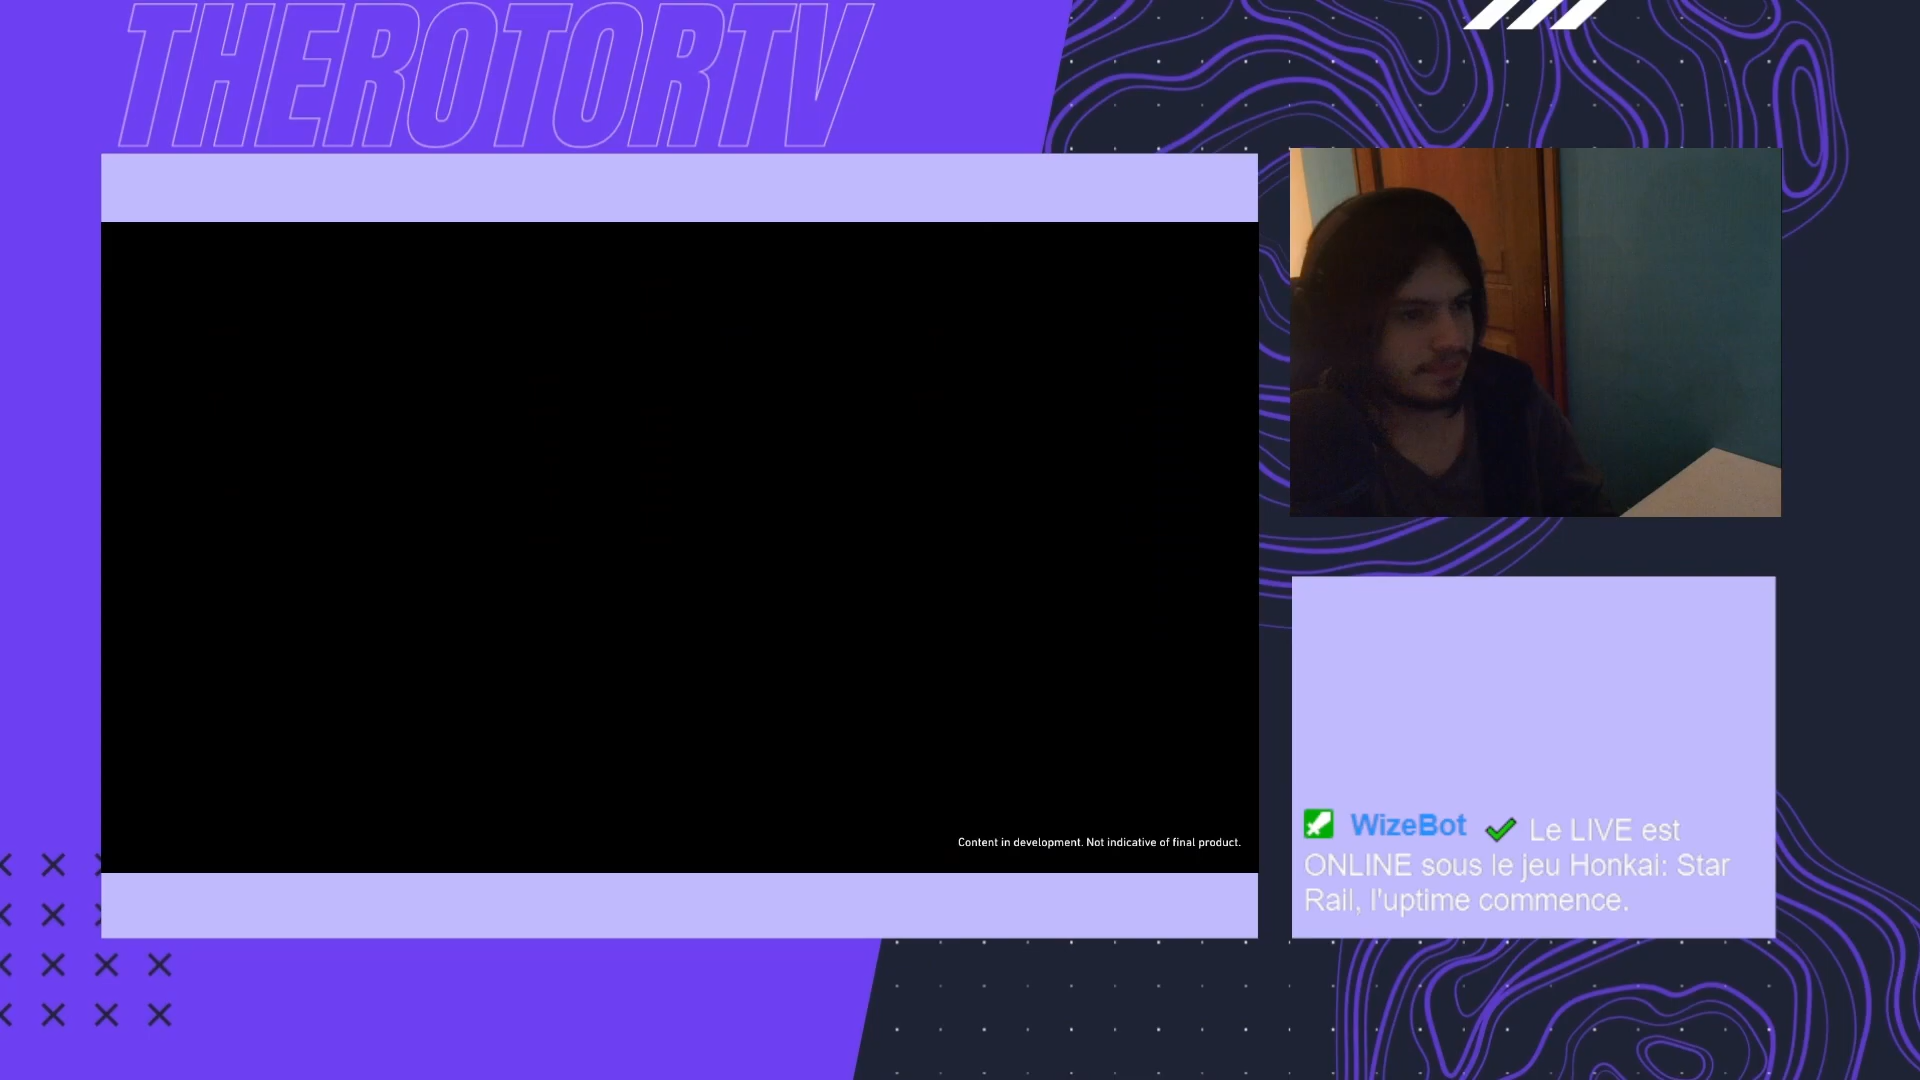 THEROTORTV
Content in development. Not indicative of final product.
WizeBot Le LIVE est
ONLINE sous le jeu Honkai: Star
Rail, l'uptime commence.